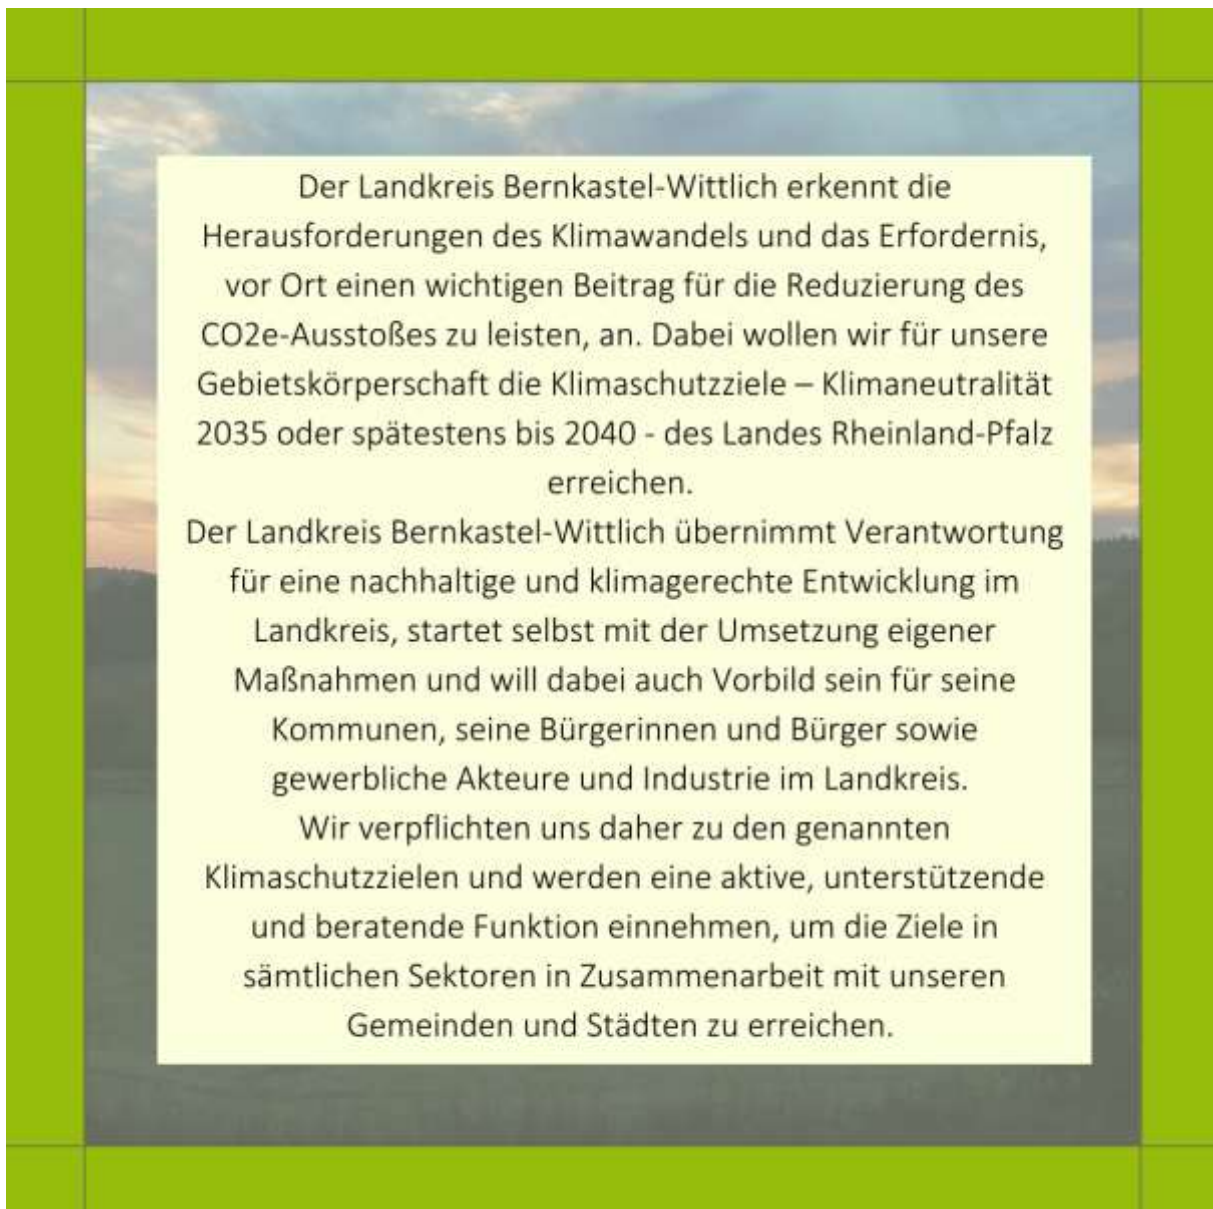 Der Landkreis Bernkastel-Wittlich erkennt die
Herausforderungen des Klimawandels und das Erfordernis,
vor Ort einen wichtigen Beitrag für die Reduzierung des
CO2e-Ausstoßes zu leisten, an. Dabei wollen wir für unsere
Gebietskörperschaft die Klimaschutzziele – Klimaneutralität
2035 oder spätestens bis 2040 - des Landes Rheinland-Pfalz
erreichen.
Der Landkreis Bernkastel-Wittlich übernimmt Verantwortung
für eine nachhaltige und klimagerechte Entwicklung im
Landkreis, startet selbst mit der Umsetzung eigener
Maßnahmen und will dabei auch Vorbild sein für seine
Kommunen, seine Bürgerinnen und Bürger sowie
gewerbliche Akteure und Industrie im Landkreis.
Wir verpflichten uns daher zu den genannten
Klimaschutzzielen und werden eine aktive, unterstützende
und beratende Funktion einnehmen, um die Ziele in
sämtlichen Sektoren in Zusammenarbeit mit unseren
Gemeinden und Städten zu erreichen.